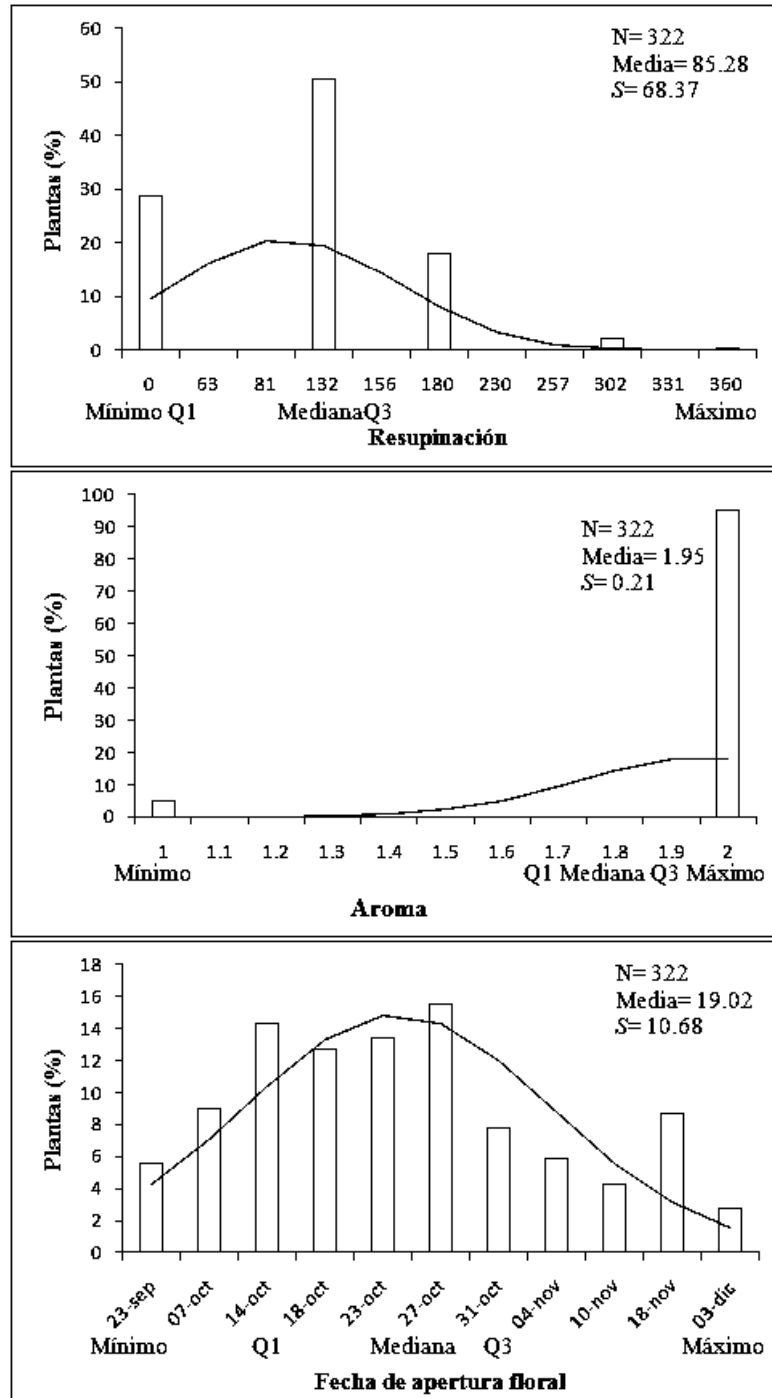 60
50
40
30
20
10
0
Plantas (%)
N= 322
Media= 85.28
S= 68.37
0 63 81 132 156 180 230 257 302 331 360
Mínimo Q1 MedianaQ3 Máximo
Resupinación
100
90
80
70
60
50
40
30
20
10
0
Plantas (%)
N= 322
Media= 1.95
S= 0.21
1 1.1 1.2 1.3 1.4 1.5 1.6 1.7 1.8 1.9 2
Mínimo Q1 Mediana Q3 Máximo
Aroma
18
16
14
12
10
8
6
4
2
0
Plantas (%)
N= 322
Media= 19.02
S= 10.68
23-sep 07-oct 14-oct 18-oct 23-oct 27-oct 31-oct 04-nov 10-nov 18-nov 03-dic
Mínimo Q1 Mediana Q3 Máximo
Fecha de apertura floral